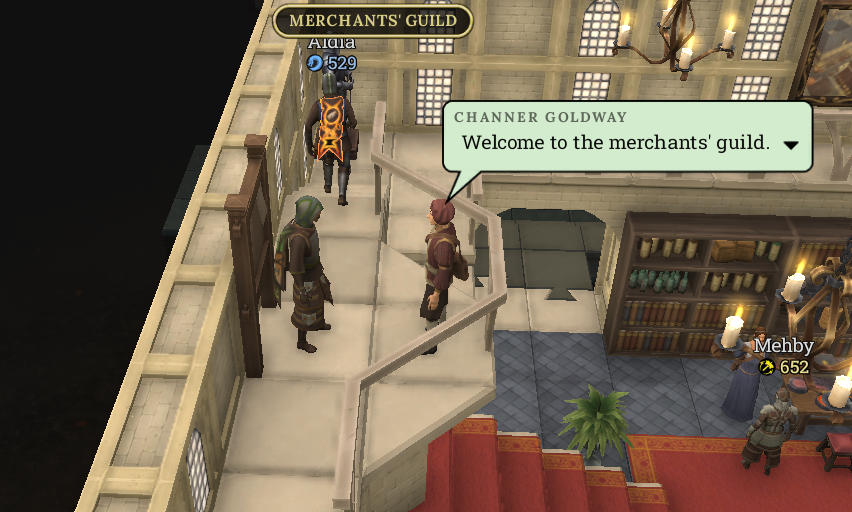 MERCHANTS' GUILD
Aldia
529
CHANNER GOLDWAY
Welcome to the merchants' guild.
Mehby
652